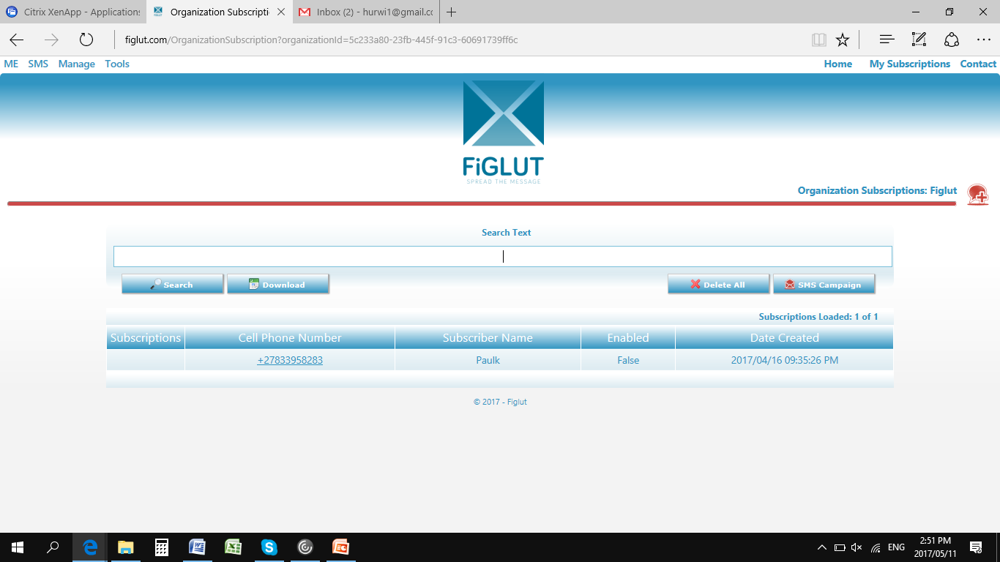 Citrix XenApp - Applications
Organization Subscripti
Inbox (2) - hurwi1@gmail.cc
figlut.com/OrganizationSubscription?organizationId=5c233a80-23fb-445f-91c3-60691739ff6c
ME SMS Manage Tools Home My Subscriptions Contact
FiGLUT
SPREAD THE MESSAGE
Organization Subscriptions: Figlut
Search Text
Search Download Delete All SMS Campaign
Subscriptions Loaded: 1 of 1
Subscriptions Cell Phone Number Subscriber Name Enabled Date Created
+27833958283 Paulk False 2017/04/16 09:35:26 PM
© 2017 - Figlut
ENG
2:51 PM
2017/05/11